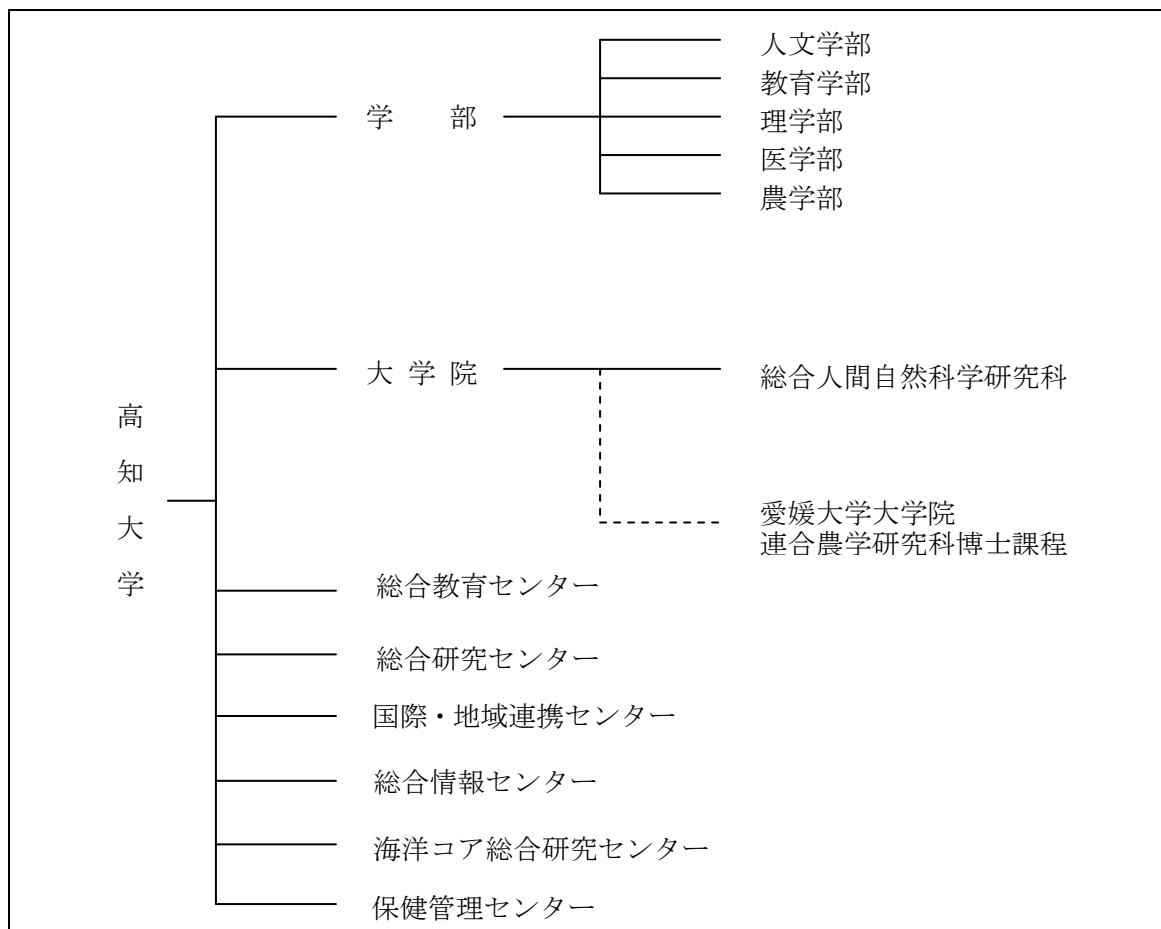 人文学部
教育学部
学 部
理学部
医学部
農学部
大 学 院
総合人間自然科学研究科
高知大学
愛媛大学大学院
連合農学研究科博士課程
総合教育センター
総合研究センター
国際・地域連携センター
総合情報センター
海洋コア総合研究センター
保健管理センター